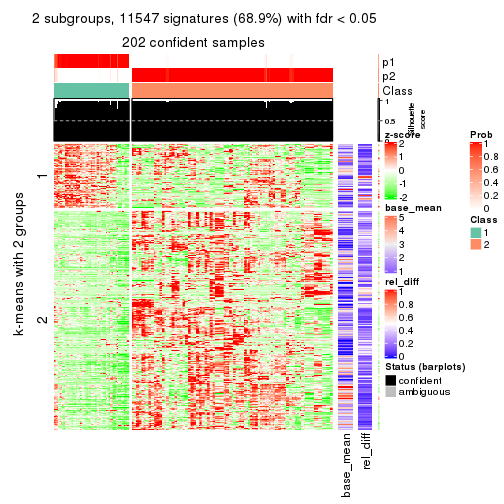 2 subgroups, 11547 signatures (68.9%) with fdr < 0.05
202 confident samples
p1
p2
Class
1
0.5
Silhouette
score
k-means with 2 groups
1
2
base_mean
rel_diff
z-score
2
1
0
-1
-2
base_mean
5
4
3
2
1
rel_diff
1
0.8
0.6
0.4
0.2
0
Status (barplots)
confident
ambiguous
Prob
1
0.8
0.6
0.4
0.2
0
Class
1
2